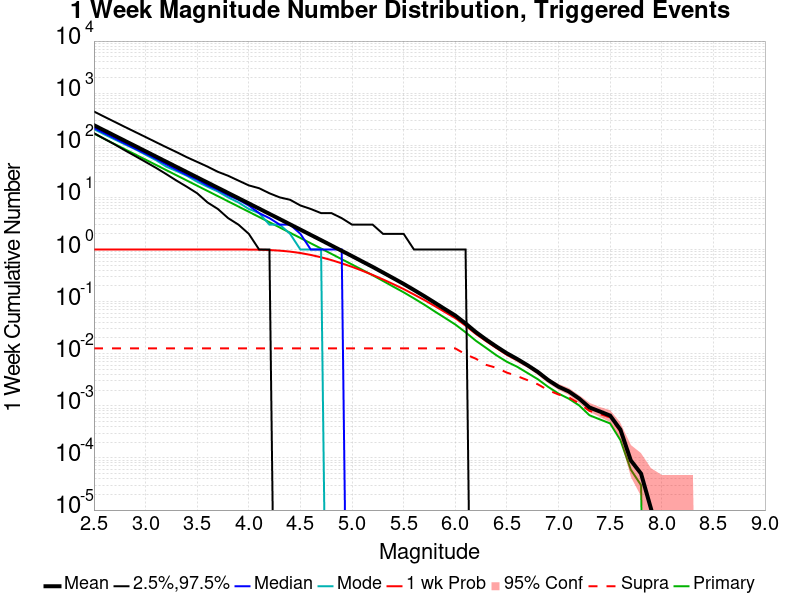 1 Week Magnitude Number Distribution, Triggered Events
1 Week Cumulative Number
10^4
10^3
10^2
10^1
10^0
10^-1
10^-2
10^-3
10^-4
10^-5
2.5 3.0 3.5 4.0 4.5 5.0 5.5 6.0 6.5 7.0 7.5 8.0 8.5 9.0
Magnitude
Mean 2.5%,97.5% Median Mode 1 wk Prob 95% Conf Supra Primary